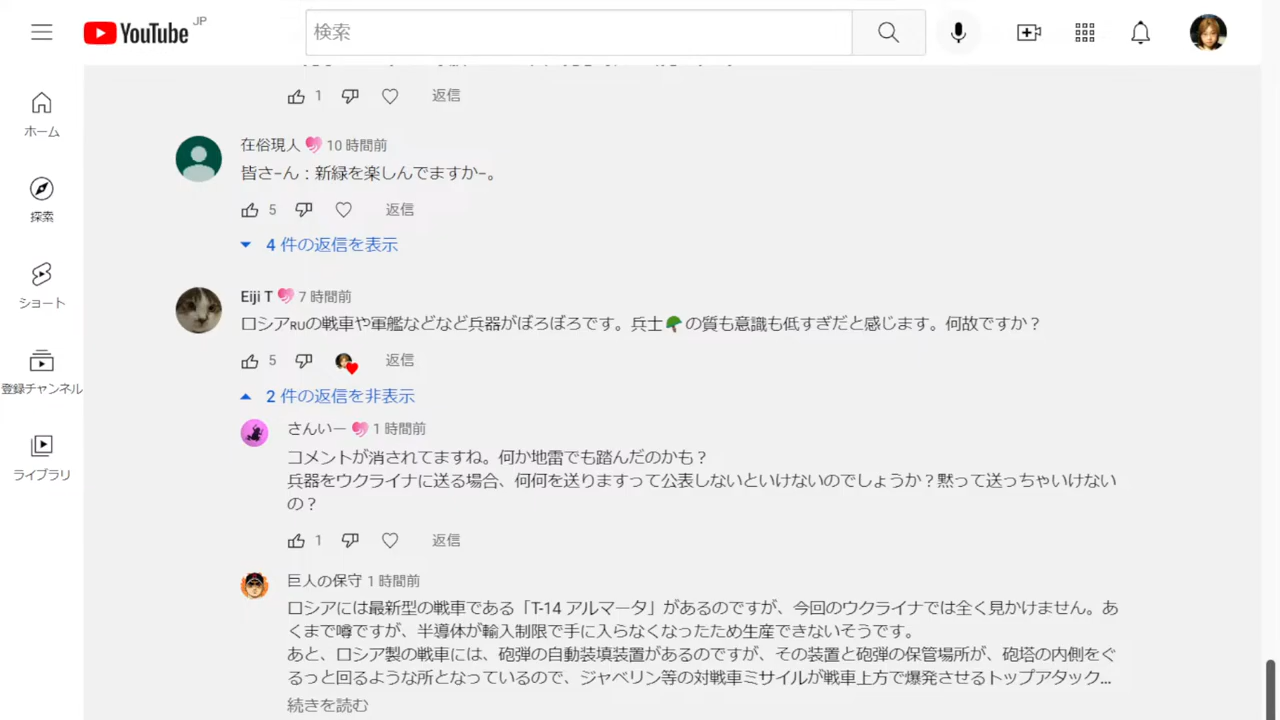 YouTube JP
検索
ホーム
探索
ショート
登録チャンネル
ライブラリ
1 返信
在俗現人 10 時間前
皆さ-ん：新緑を楽しんでますか-。
5 返信
4 件の返信を表示
Eiji T 7 時間前
ロシアRUの戦車や軍艦などなど兵器がぼろぼろです。兵士の質も意識も低すぎだと感じます。何故ですか？
5 返信
2 件の返信を非表示
さんいー 1 時間前
コメントが消されてますね。何か地雷でも踏んだのかも？
兵器をウクライナに送る場合、何何を送りますって公表しないといけないのでしょうか？黙って送っちゃいけない
の？
1 返信
巨人の保守 1 時間前
ロシアには最新型の戦車である「T-14 アルマータ」があるのですが、今回のウクライナでは全く見かけません。あ
くまで噂ですが、半導体が輸入制限で手に入らなくなったため生産できないそうです。
あと、ロシア製の戦車には、砲弾の自動装填装置があるのですが、その装置と砲弾の保管場所が、砲塔の内側をぐ
るっと回るような所となっているので、ジャベリン等の対戦車ミサイルが戦車上方で爆発させるトップアタック...
続きを読む